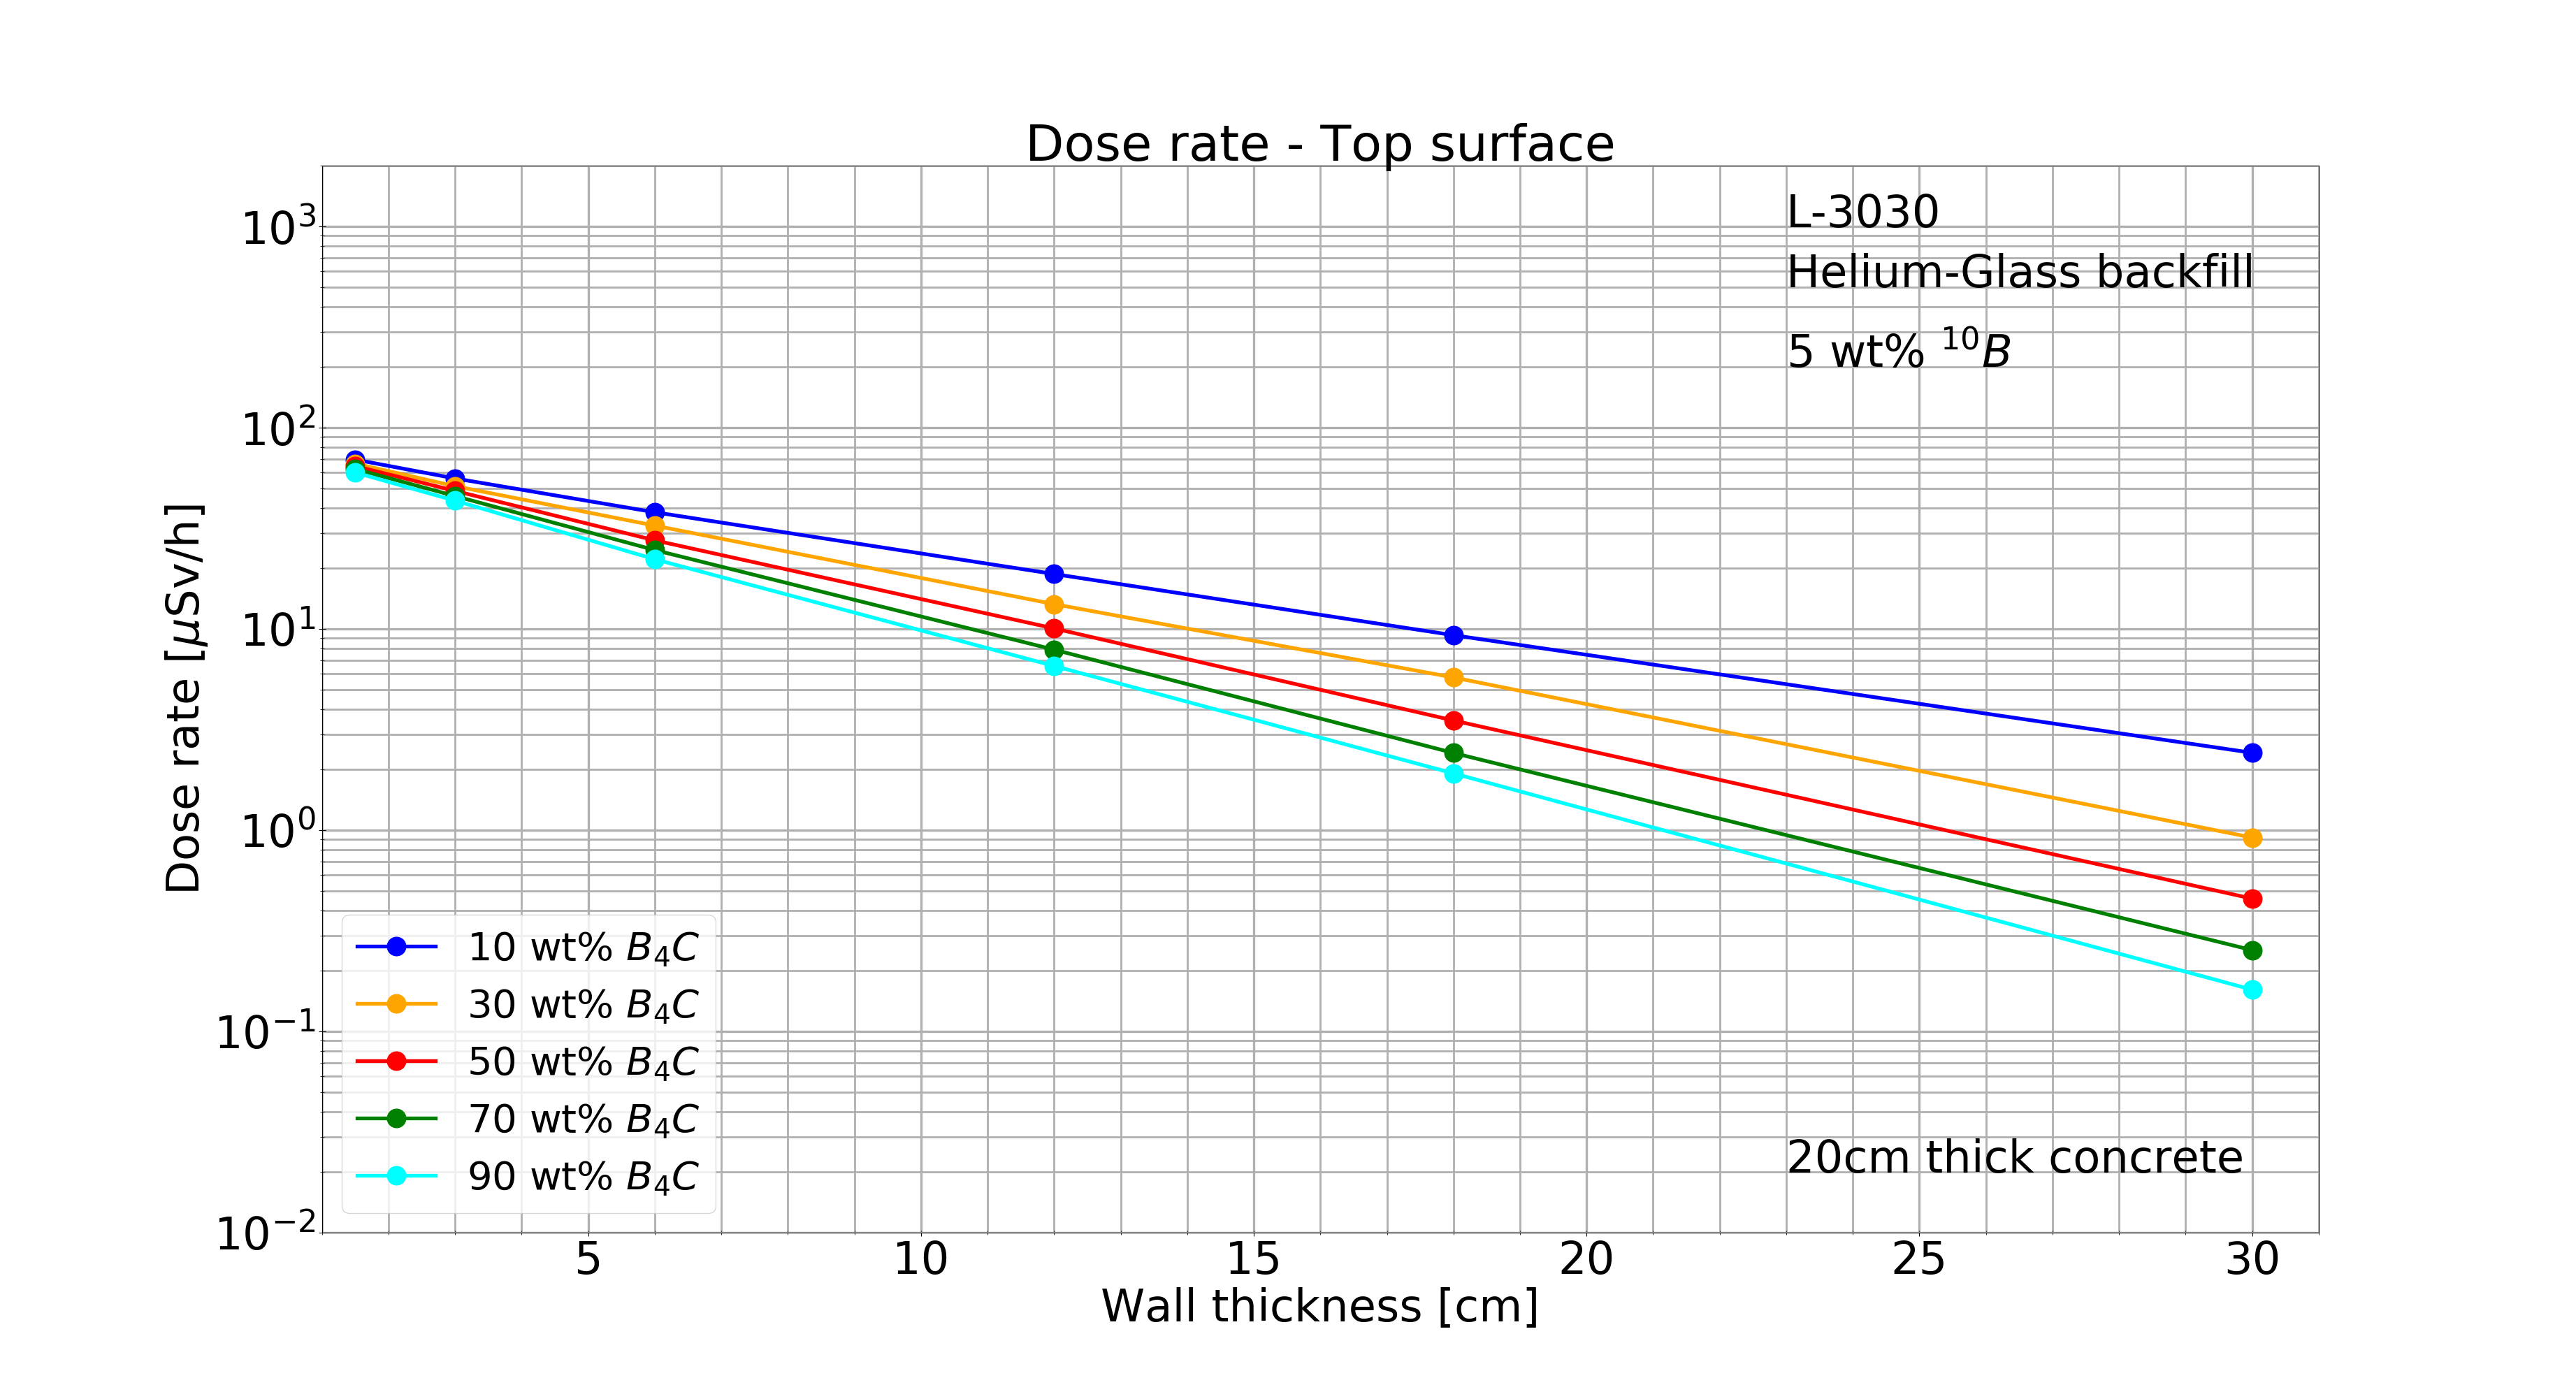 Dose rate - Top surface
L-3030
Helium-Glass backfill
5 wt% ¹⁰B
10³
10²
10¹
10⁰
10⁻¹
10⁻²
Dose rate [μSv/h]
10 wt% B₄C
30 wt% B₄C
50 wt% B₄C
70 wt% B₄C
90 wt% B₄C
20cm thick concrete
5 10 15 20 25 30
Wall thickness [cm]